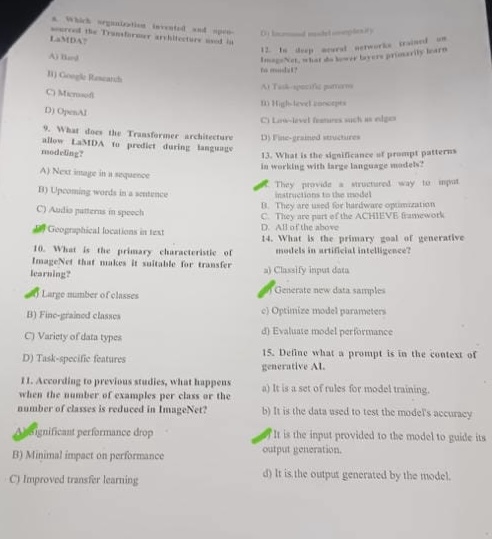 8. Which organization invented and open-
sourced the Transformer architecture used in
LaMDA?
A) Bard
B) Google Research
C) Microsoft
D) OpenAI
9. What does the Transformer architecture
allow LaMDA to predict during language
modeling?
A) Next image in a sequence
B) Upcoming words in a sentence
C) Audio patterns in speech
Geographical locations in text
10. What is the primary characteristic of
ImageNet that makes it suitable for transfer
learning?
Large number of classes
B) Fine-grained classes
C) Variety of data types
D) Task-specific features
11. According to previous studies, what happens
when the number of examples per class or the
number of classes is reduced in ImageNet?
A) Significant performance drop
B) Minimal impact on performance
C) Improved transfer learning
D) Increased model complexity
12. In deep neural networks trained on
ImageNet, what do lower layers primarily learn
to model?
A) Task-specific patterns
B) High-level concepts
C) Low-level features such as edges
D) Fine-grained structures
13. What is the significance of prompt patterns
in working with large language models?
They provide a structured way to input
instructions to the model
B. They are used for hardware optimization
C. They are part of the ACHIEVE framework
D. All of the above
14. What is the primary goal of generative
models in artificial intelligence?
a) Classify input data
Generate new data samples
c) Optimize model parameters
d) Evaluate model performance
15. Define what a prompt is in the context of
generative AI.
a) It is a set of rules for model training.
b) It is the data used to test the model's accuracy
It is the input provided to the model to guide its
output generation.
d) It is the output generated by the model.